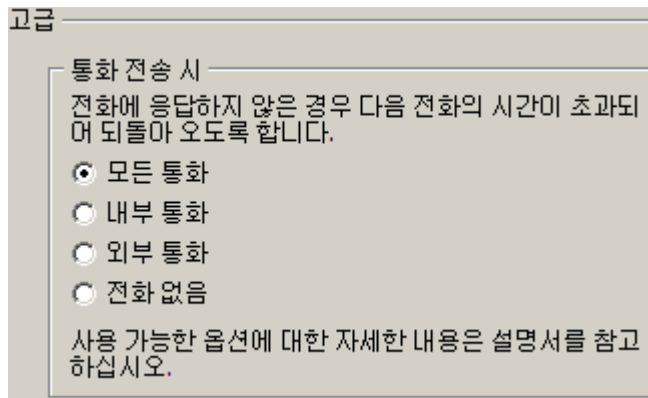 고급
통화 전송 시
전화에 응답하지 않은 경우 다음 전화의 시간이 초과되
어 되돌아 오도록 합니다.
모든 통화
내부 통화
외부 통화
전화 없음
사용 가능한 옵션에 대한 자세한 내용은 설명서를 참고
하십시오.